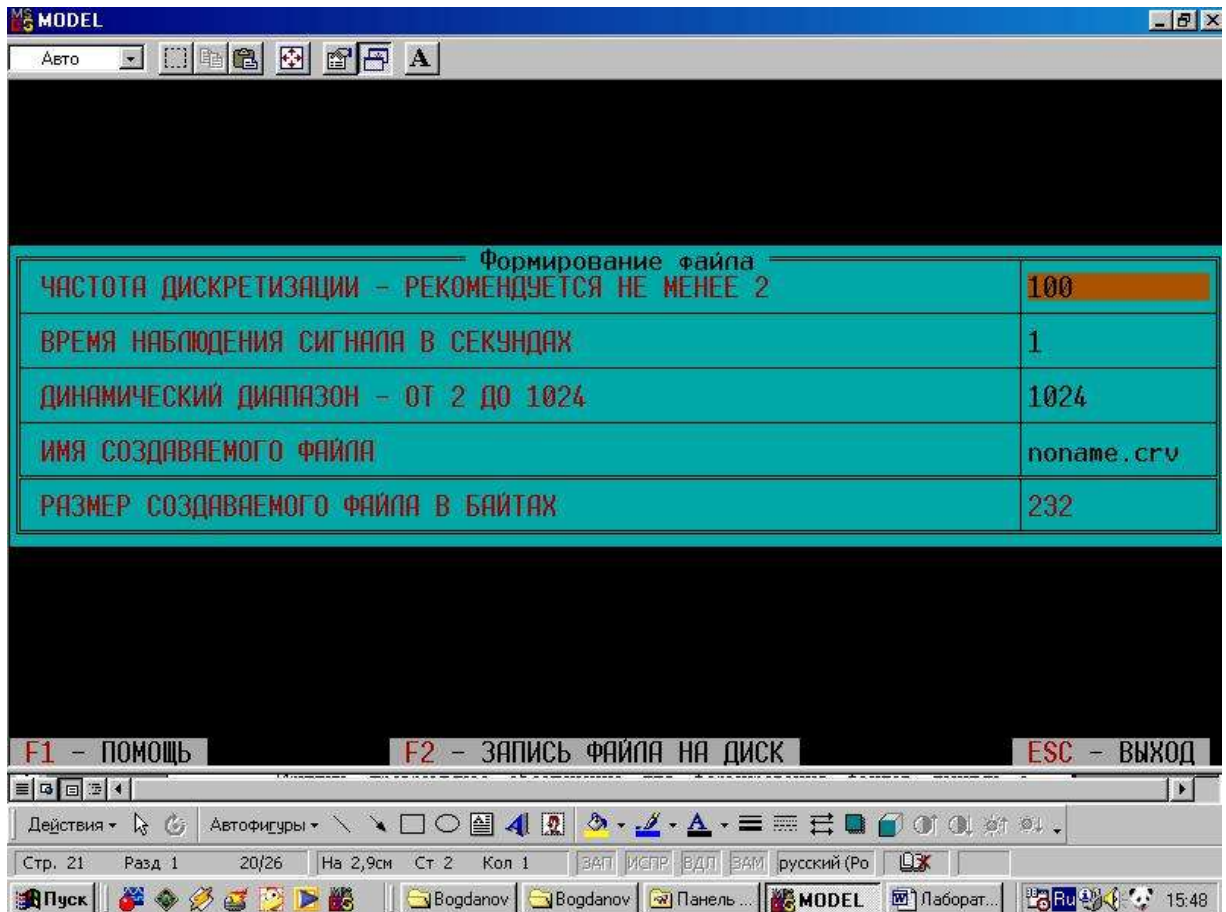 MODEL
Авто
A
Формирование файла
ЧАСТОТА ДИСКРЕТИЗАЦИИ - РЕКОМЕНДУЕТСЯ НЕ МЕНЕЕ 2 100
ВРЕМЯ НАБЛЮДЕНИЯ СИГНАЛА В СЕКУНДАХ 1
ДИНАМИЧЕСКИЙ ДИАПАЗОН - ОТ 2 ДО 1024 1024
ИМЯ СОЗДАВАЕМОГО ФАЙЛА noname.crv
РАЗМЕР СОЗДАВАЕМОГО ФАЙЛА В БАЙТАХ 232
F1 - ПОМОЩЬ F2 - ЗАПИСЬ ФАЙЛА НА ДИСК ESC - ВЫХОД
Действия Автофигуры
Стр. 21 Разд 1 20/26 На 2,9см Ст 2 Кол 1 ЗАП ИСПР ВДЛ ЗАМ русский (Ро
Пуск Bogdanov Bogdanov Панель ... MODEL Лаборат... Ru 15:48